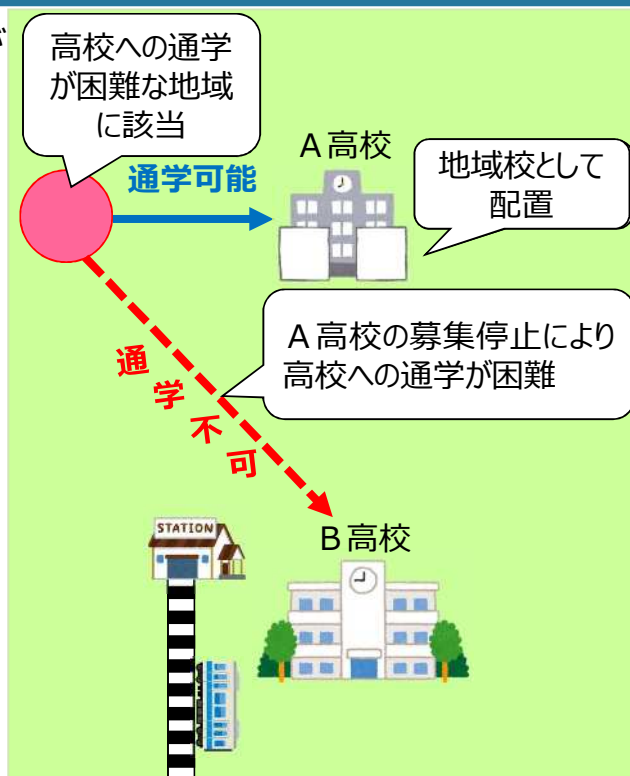 が
高校への通学
が困難な地域
に該当
A高校
通学可能
地域校として
配置
A高校の募集停止により
高校への通学が困難
通学不可
STATION
B高校